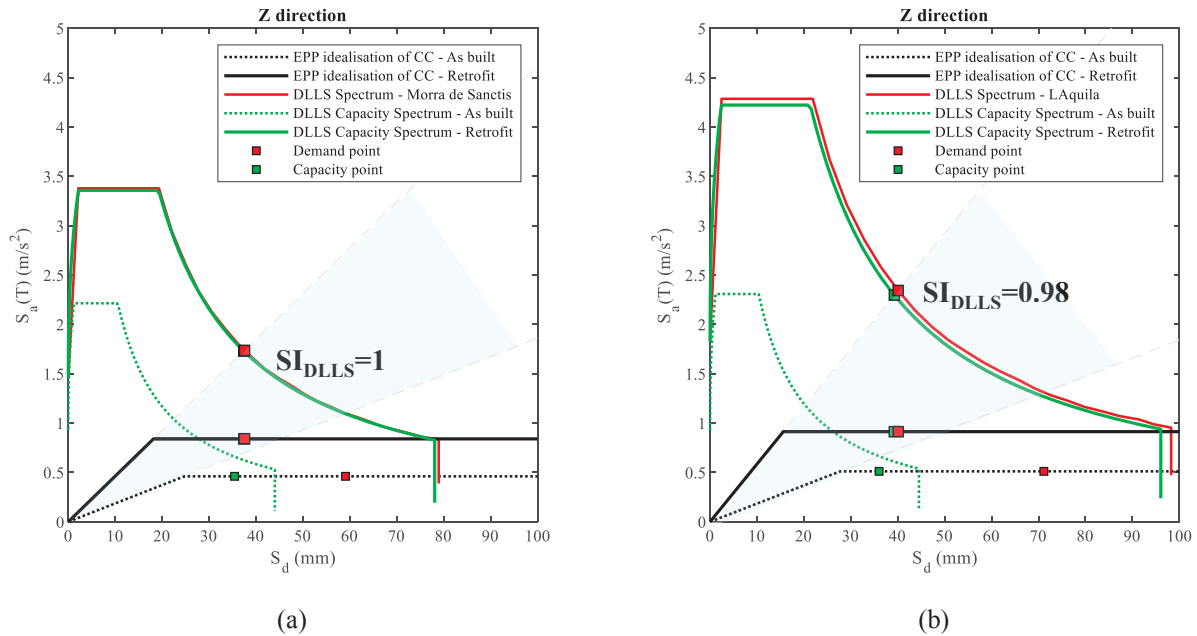 Z direction
5
4.5
4
3.5
3
2.5
2
1.5
1
0.5
0
S_a(T) (m/s²)
EPP idealisation of CC - As built
EPP idealisation of CC - Retrofit
DLLS Spectrum - Morra de Sanctis
DLLS Capacity Spectrum - As built
DLLS Capacity Spectrum - Retrofit
Demand point
Capacity point
SI_DLLS=1
0 10 20 30 40 50 60 70 80 90 100
S_d (mm)
(a)
Z direction
5
4.5
4
3.5
3
2.5
2
1.5
1
0.5
0
S_a(T) (m/s²)
EPP idealisation of CC - As built
EPP idealisation of CC - Retrofit
DLLS Spectrum - LAquila
DLLS Capacity Spectrum - As built
DLLS Capacity Spectrum - Retrofit
Demand point
Capacity point
SI_DLLS=0.98
0 10 20 30 40 50 60 70 80 90 100
S_d (mm)
(b)